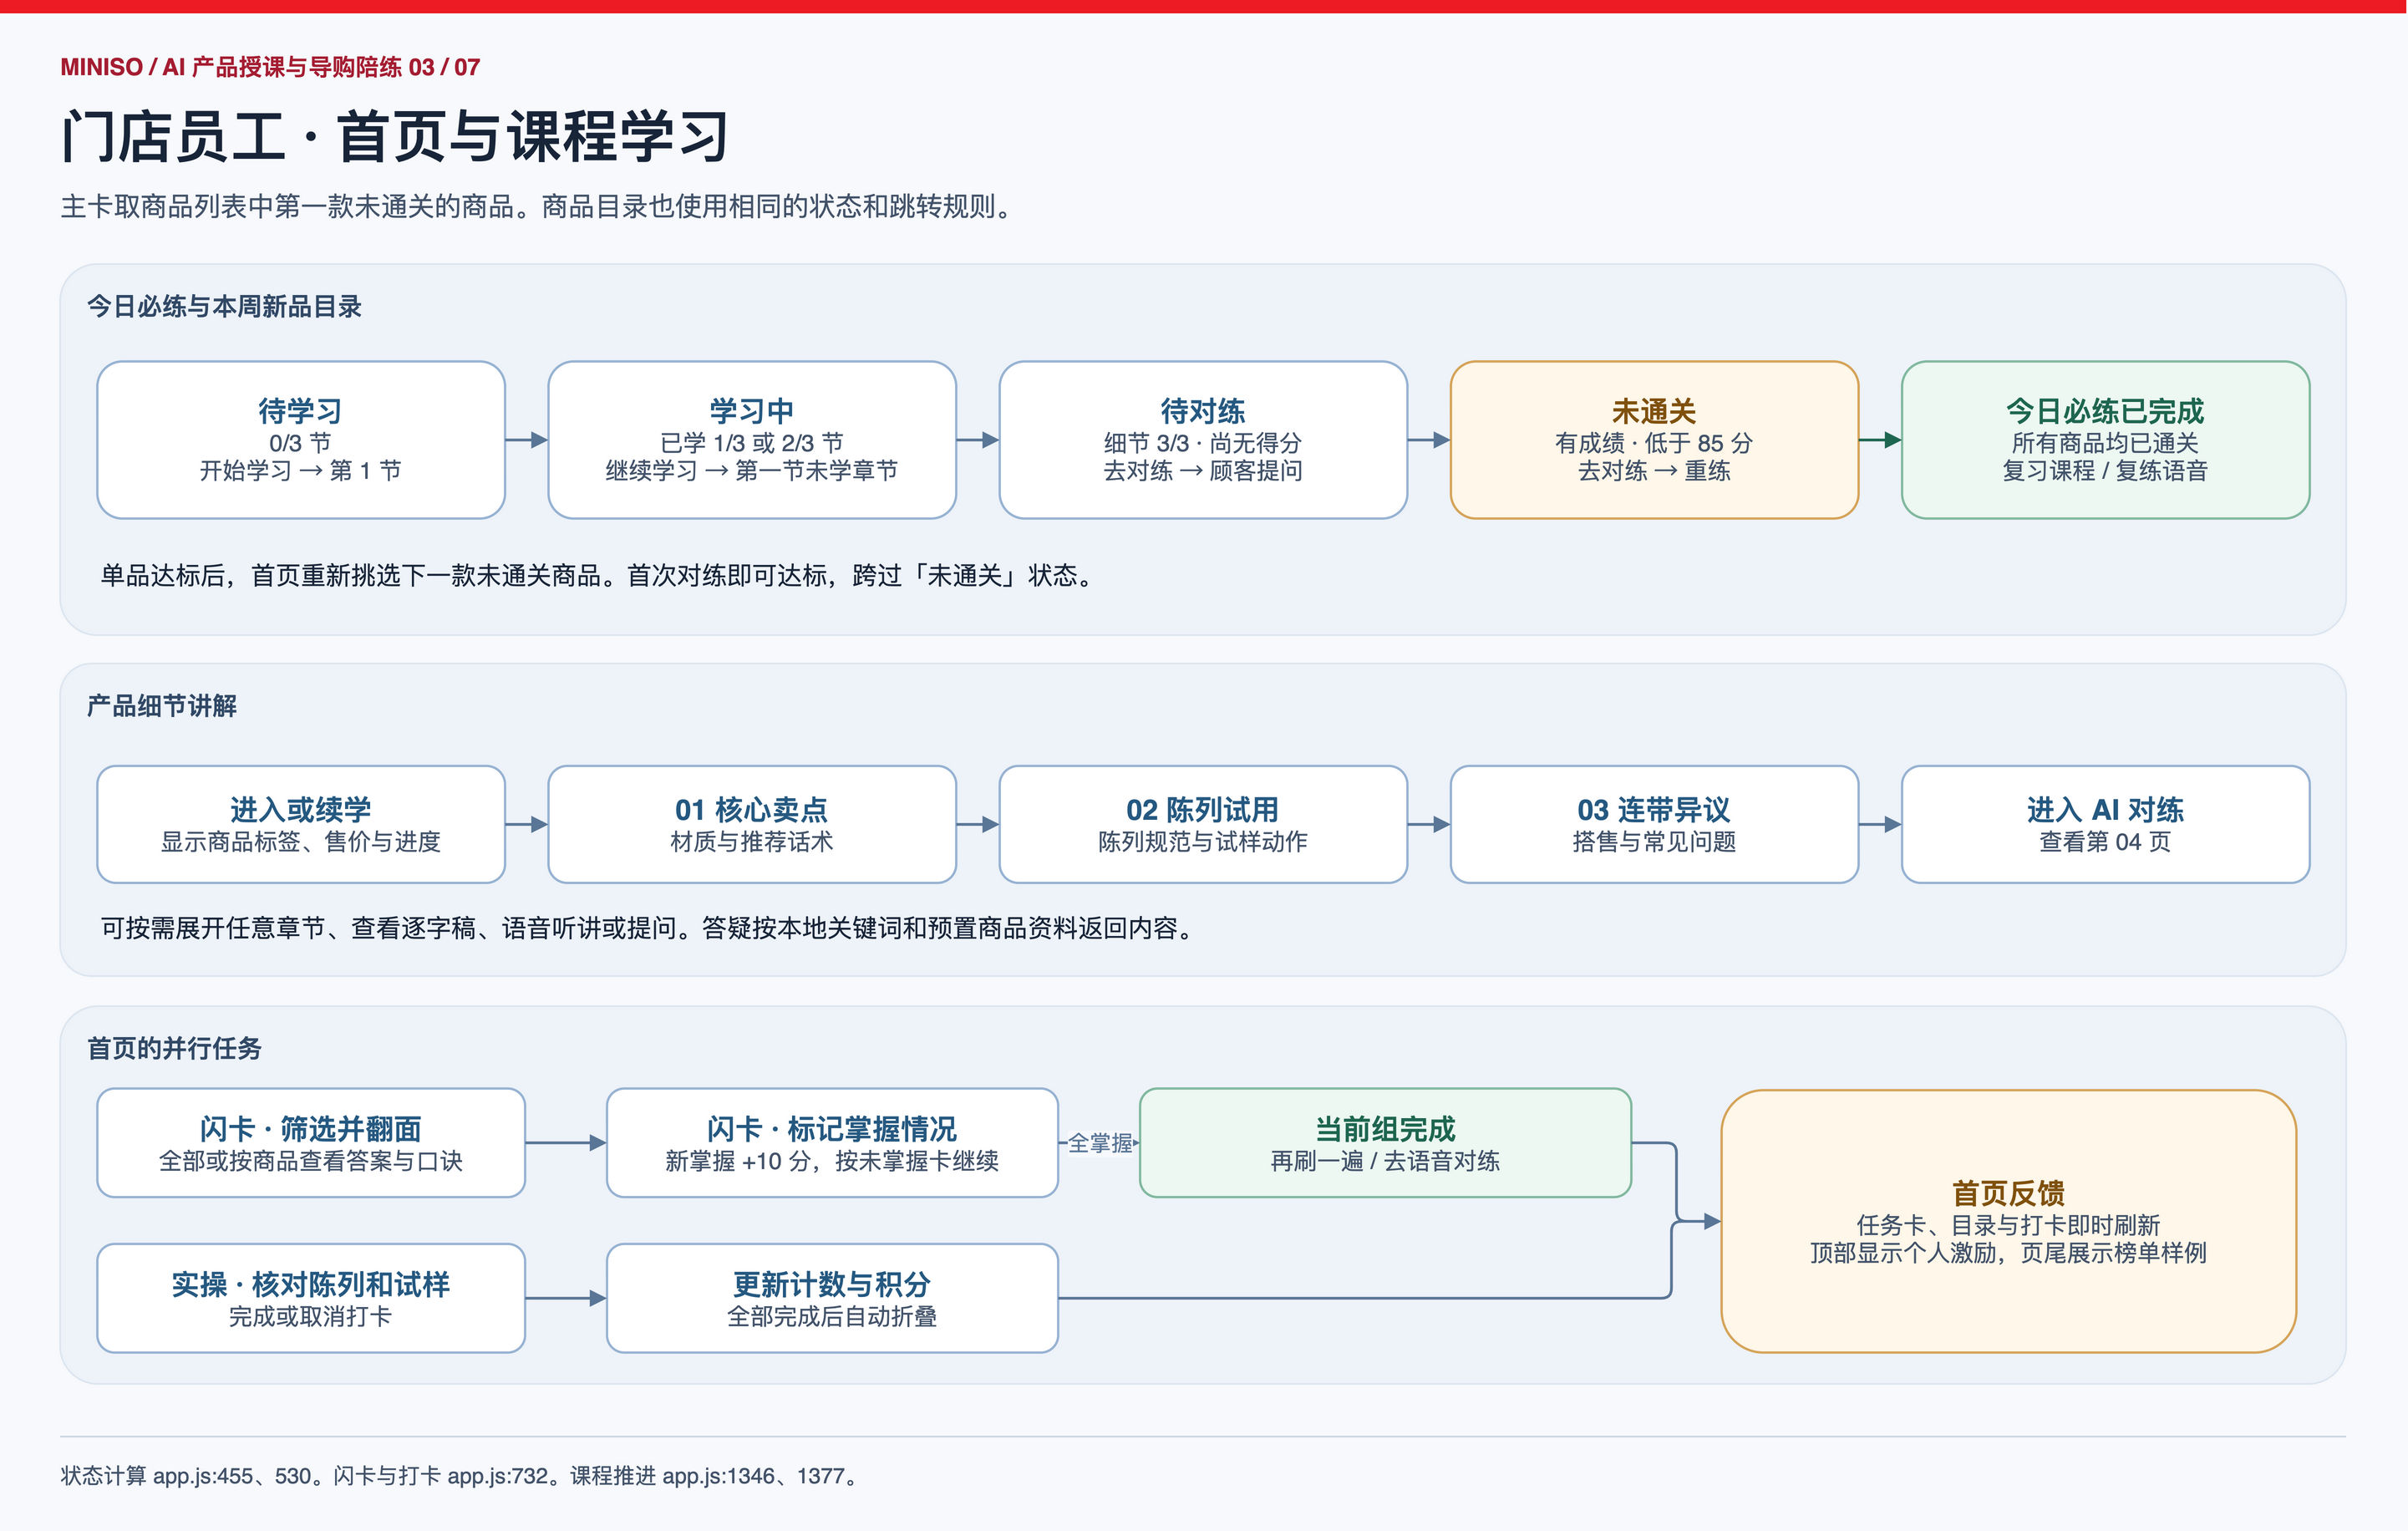 MINISO / AI 产品授课与导购陪练 03 / 07
门店员工 · 首页与课程学习
主卡取商品列表中第一款未通关的商品。商品目录也使用相同的状态和跳转规则。
今日必练与本周新品目录
待学习
0/3 节
开始学习 → 第 1 节
学习中
已学 1/3 或 2/3 节
继续学习 → 第一节未学章节
待对练
细节 3/3 · 尚无得分
去对练 → 顾客提问
未通关
有成绩 · 低于 85 分
去对练 → 重练
今日必练已完成
所有商品均已通关
复习课程 / 复练语音
单品达标后，首页重新挑选下一款未通关商品。首次对练即可达标，跨过「未通关」状态。
产品细节讲解
进入或续学
显示商品标签、售价与进度
01 核心卖点
材质与推荐话术
02 陈列试用
陈列规范与试样动作
03 连带异议
搭售与常见问题
进入 AI 对练
查看第 04 页
可按需展开任意章节、查看逐字稿、语音听讲或提问。答疑按本地关键词和预置商品资料返回内容。
首页的并行任务
闪卡 · 筛选并翻面
全部或按商品查看答案与口诀
闪卡 · 标记掌握情况
新掌握 +10 分，按未掌握卡继续
全掌握
当前组完成
再刷一遍 / 去语音对练
首页反馈
任务卡、目录与打卡即时刷新
顶部显示个人激励，页尾展示榜单样例
实操 · 核对陈列和试样
完成或取消打卡
更新计数与积分
全部完成后自动折叠
状态计算 app.js:455、530。闪卡与打卡 app.js:732。课程推进 app.js:1346、1377。